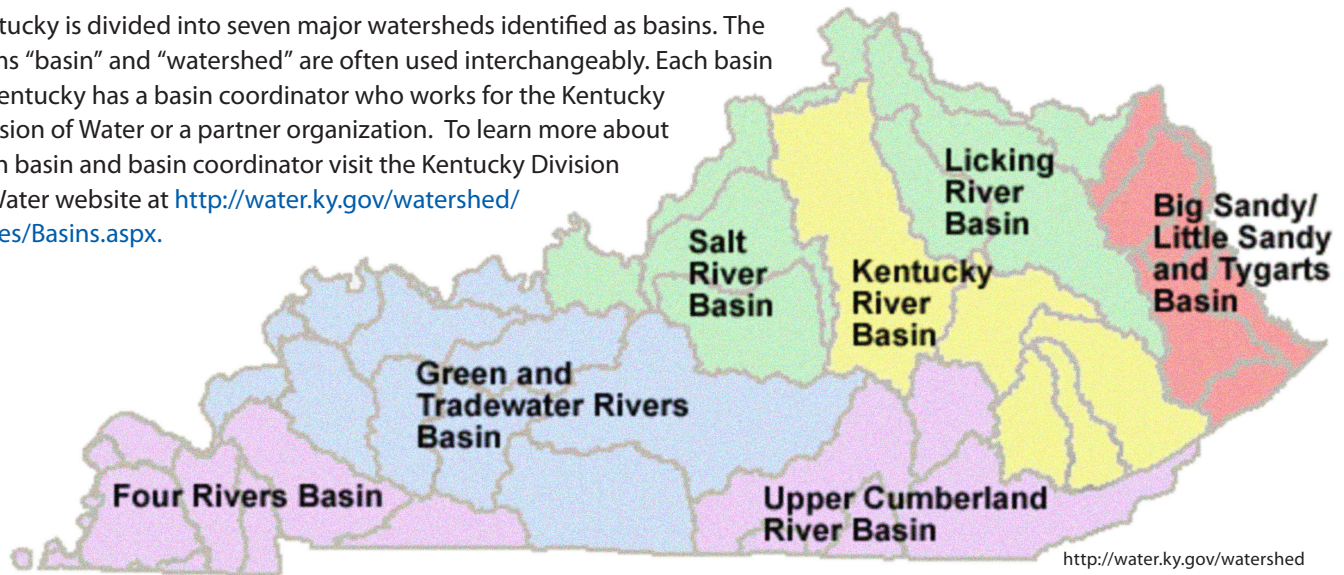 tucky is divided into seven major watersheds identified as basins. The
ns “basin” and “watershed” are often used interchangeably. Each basin
entucky has a basin coordinator who works for the Kentucky
sion of Water or a partner organization. To learn more about
n basin and basin coordinator visit the Kentucky Division
Water website at http://water.ky.gov/watershed/
es/Basins.aspx.
Licking
River
Basin
Big Sandy/
Little Sandy
and Tygarts
Basin
Salt
River
Basin
Kentucky
River
Basin
Green and
Tradewater Rivers
Basin
Four Rivers Basin
Upper Cumberland
River Basin
http://water.ky.gov/watershed